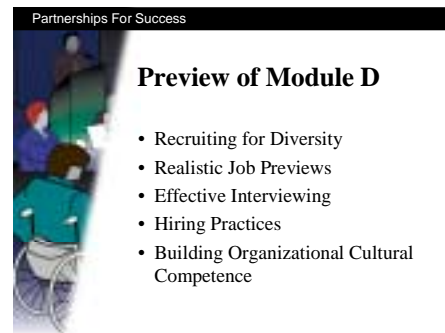 Partnerships For Success
Preview of Module D
• Recruiting for Diversity
• Realistic Job Previews
• Effective Interviewing
• Hiring Practices
• Building Organizational Cultural
Competence